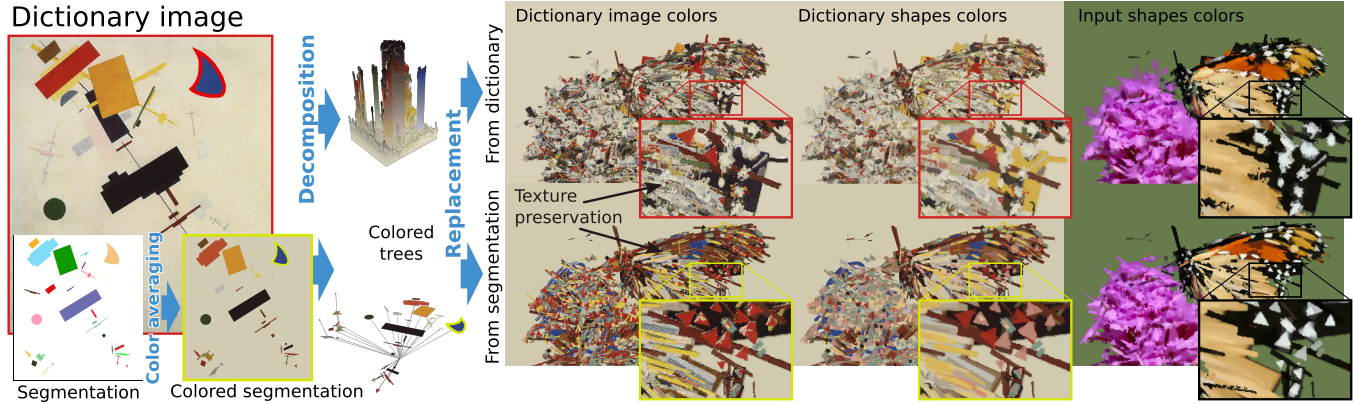 Dictionary image
Decomposition
Replacement
Colored
trees
Color averaging
Segmentation
Colored segmentation
From dictionary
From segmentation
Dictionary image colors
Dictionary shapes colors
Input shapes colors
Texture
preservation